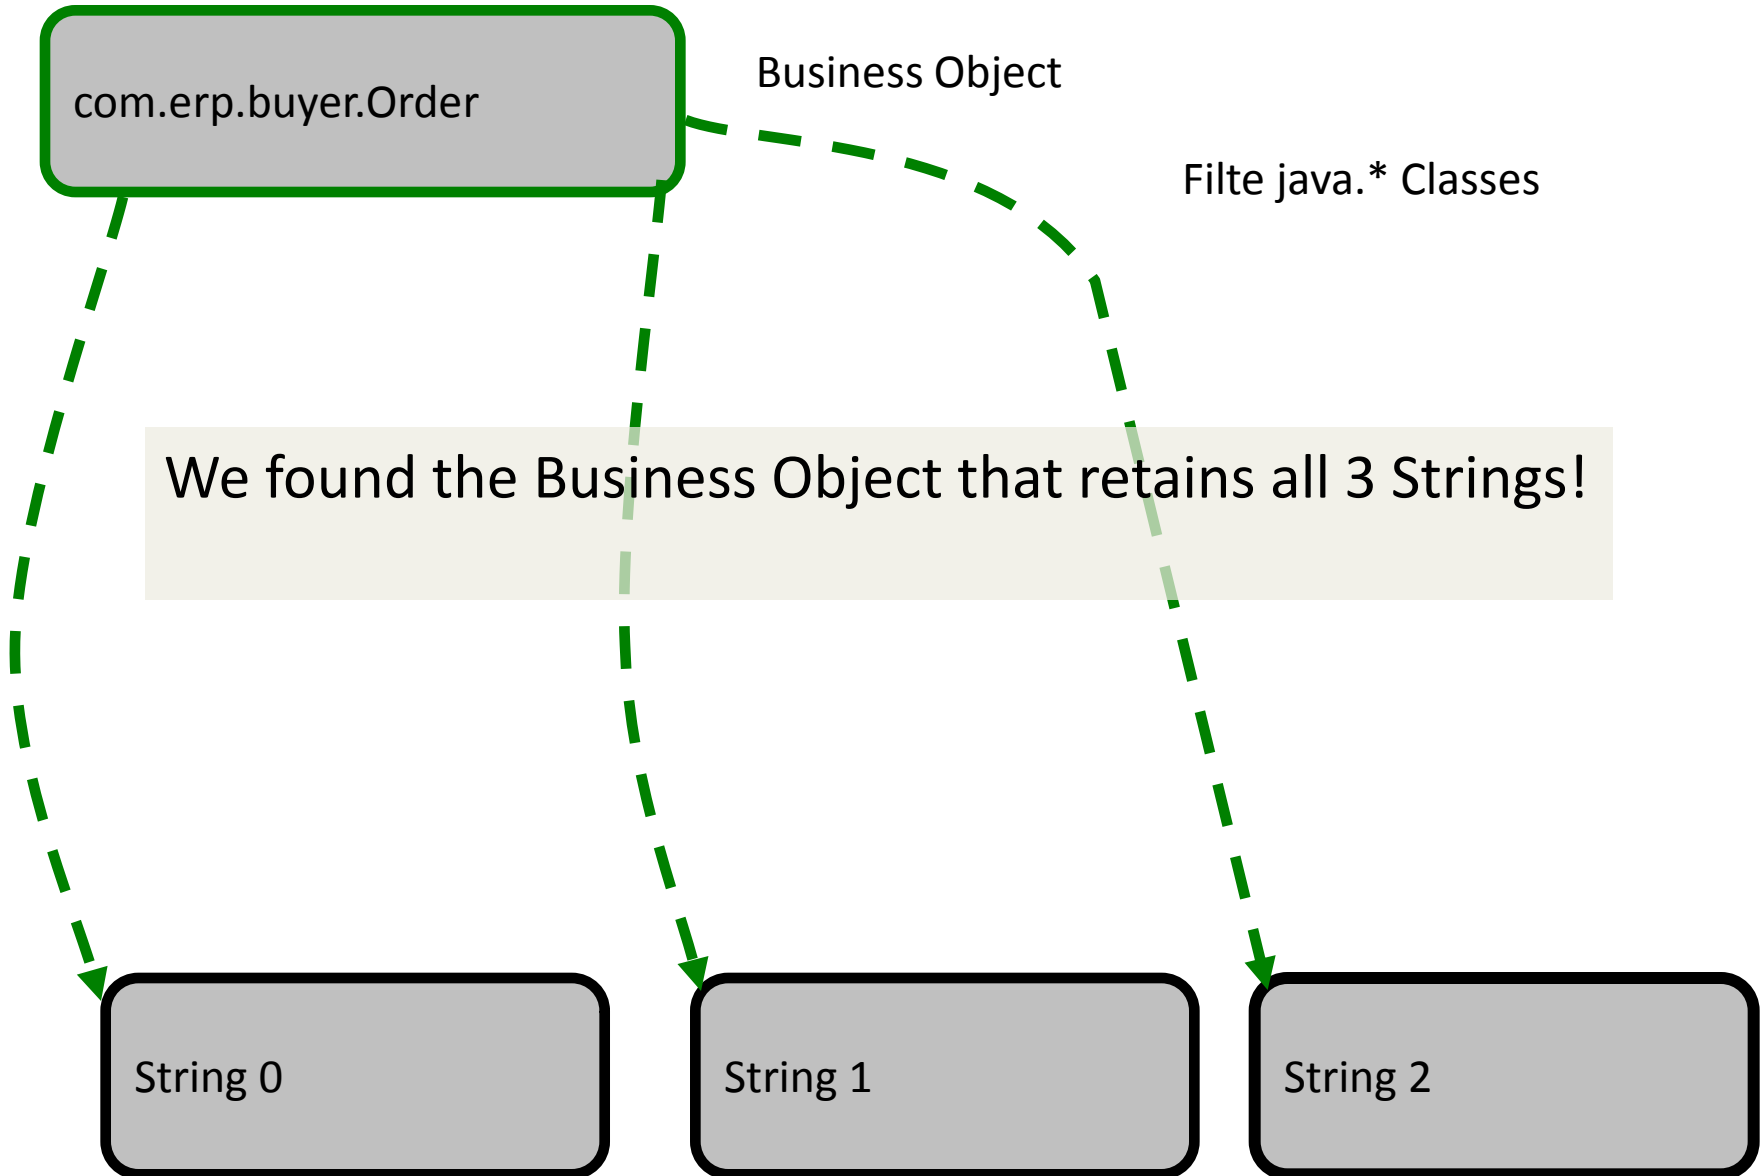 com.erp.buyer.Order
Business Object
Filte java.* Classes
We found the Business Object that retains all 3 Strings!
String 0
String 1
String 2